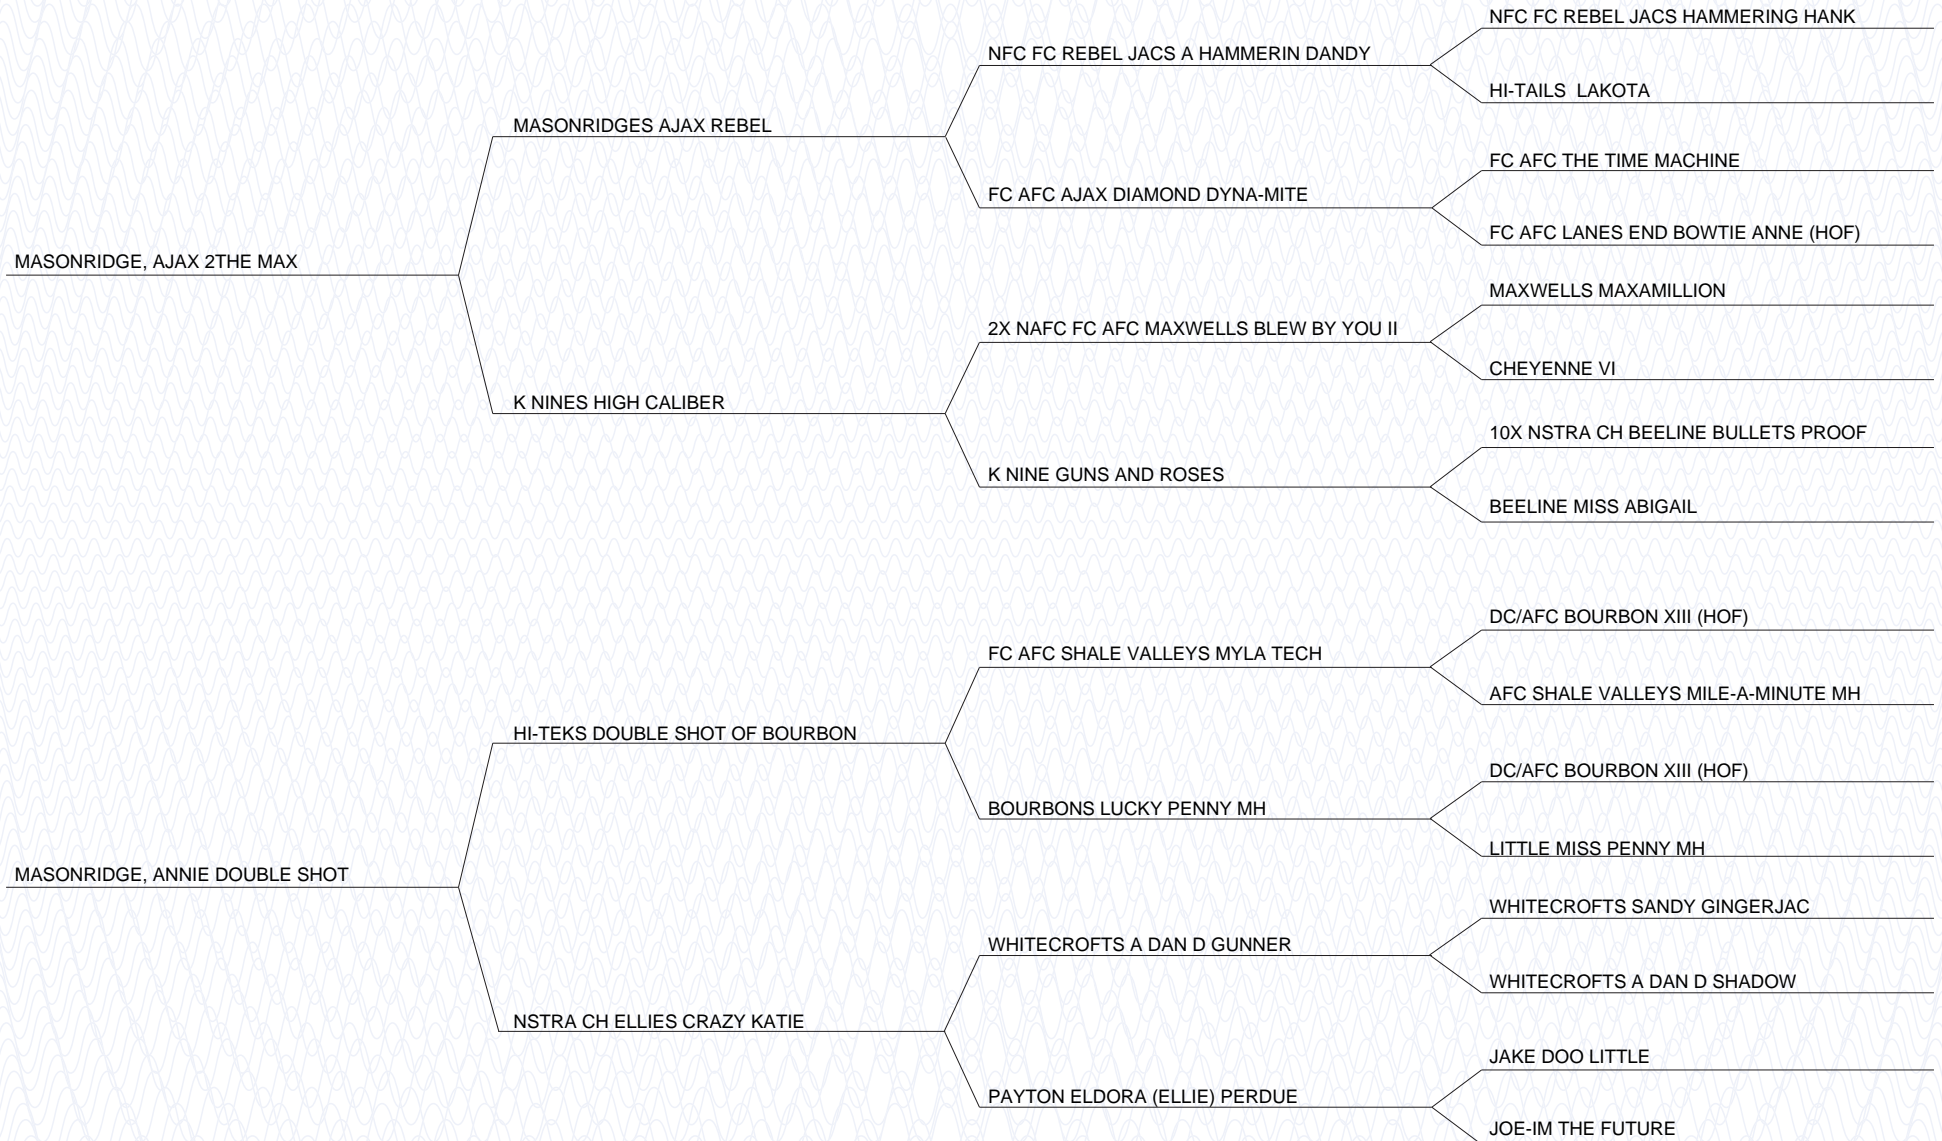 NFC FC REBEL JACS HAMMERING HANK
NFC FC REBEL JACS A HAMMERIN DANDY
HI-TAILS  LAKOTA
MASONRIDGES AJAX REBEL
FC AFC THE TIME MACHINE
FC AFC AJAX DIAMOND DYNA-MITE
FC AFC LANES END BOWTIE ANNE (HOF)
MASONRIDGE, AJAX 2THE MAX
MAXWELLS MAXAMILLION
2X NAFC FC AFC MAXWELLS BLEW BY YOU II
CHEYENNE VI
K NINES HIGH CALIBER
10X NSTRA CH BEELINE BULLETS PROOF
K NINE GUNS AND ROSES
BEELINE MISS ABIGAIL
DC/AFC BOURBON XIII (HOF)
FC AFC SHALE VALLEYS MYLA TECH
AFC SHALE VALLEYS MILE-A-MINUTE MH
HI-TEKS DOUBLE SHOT OF BOURBON
DC/AFC BOURBON XIII (HOF)
BOURBONS LUCKY PENNY MH
LITTLE MISS PENNY MH
MASONRIDGE, ANNIE DOUBLE SHOT
WHITECROFTS SANDY GINGERJAC
WHITECROFTS A DAN D GUNNER
WHITECROFTS A DAN D SHADOW
NSTRA CH ELLIES CRAZY KATIE
JAKE DOO LITTLE
PAYTON ELDORA (ELLIE) PERDUE
JOE-IM THE FUTURE